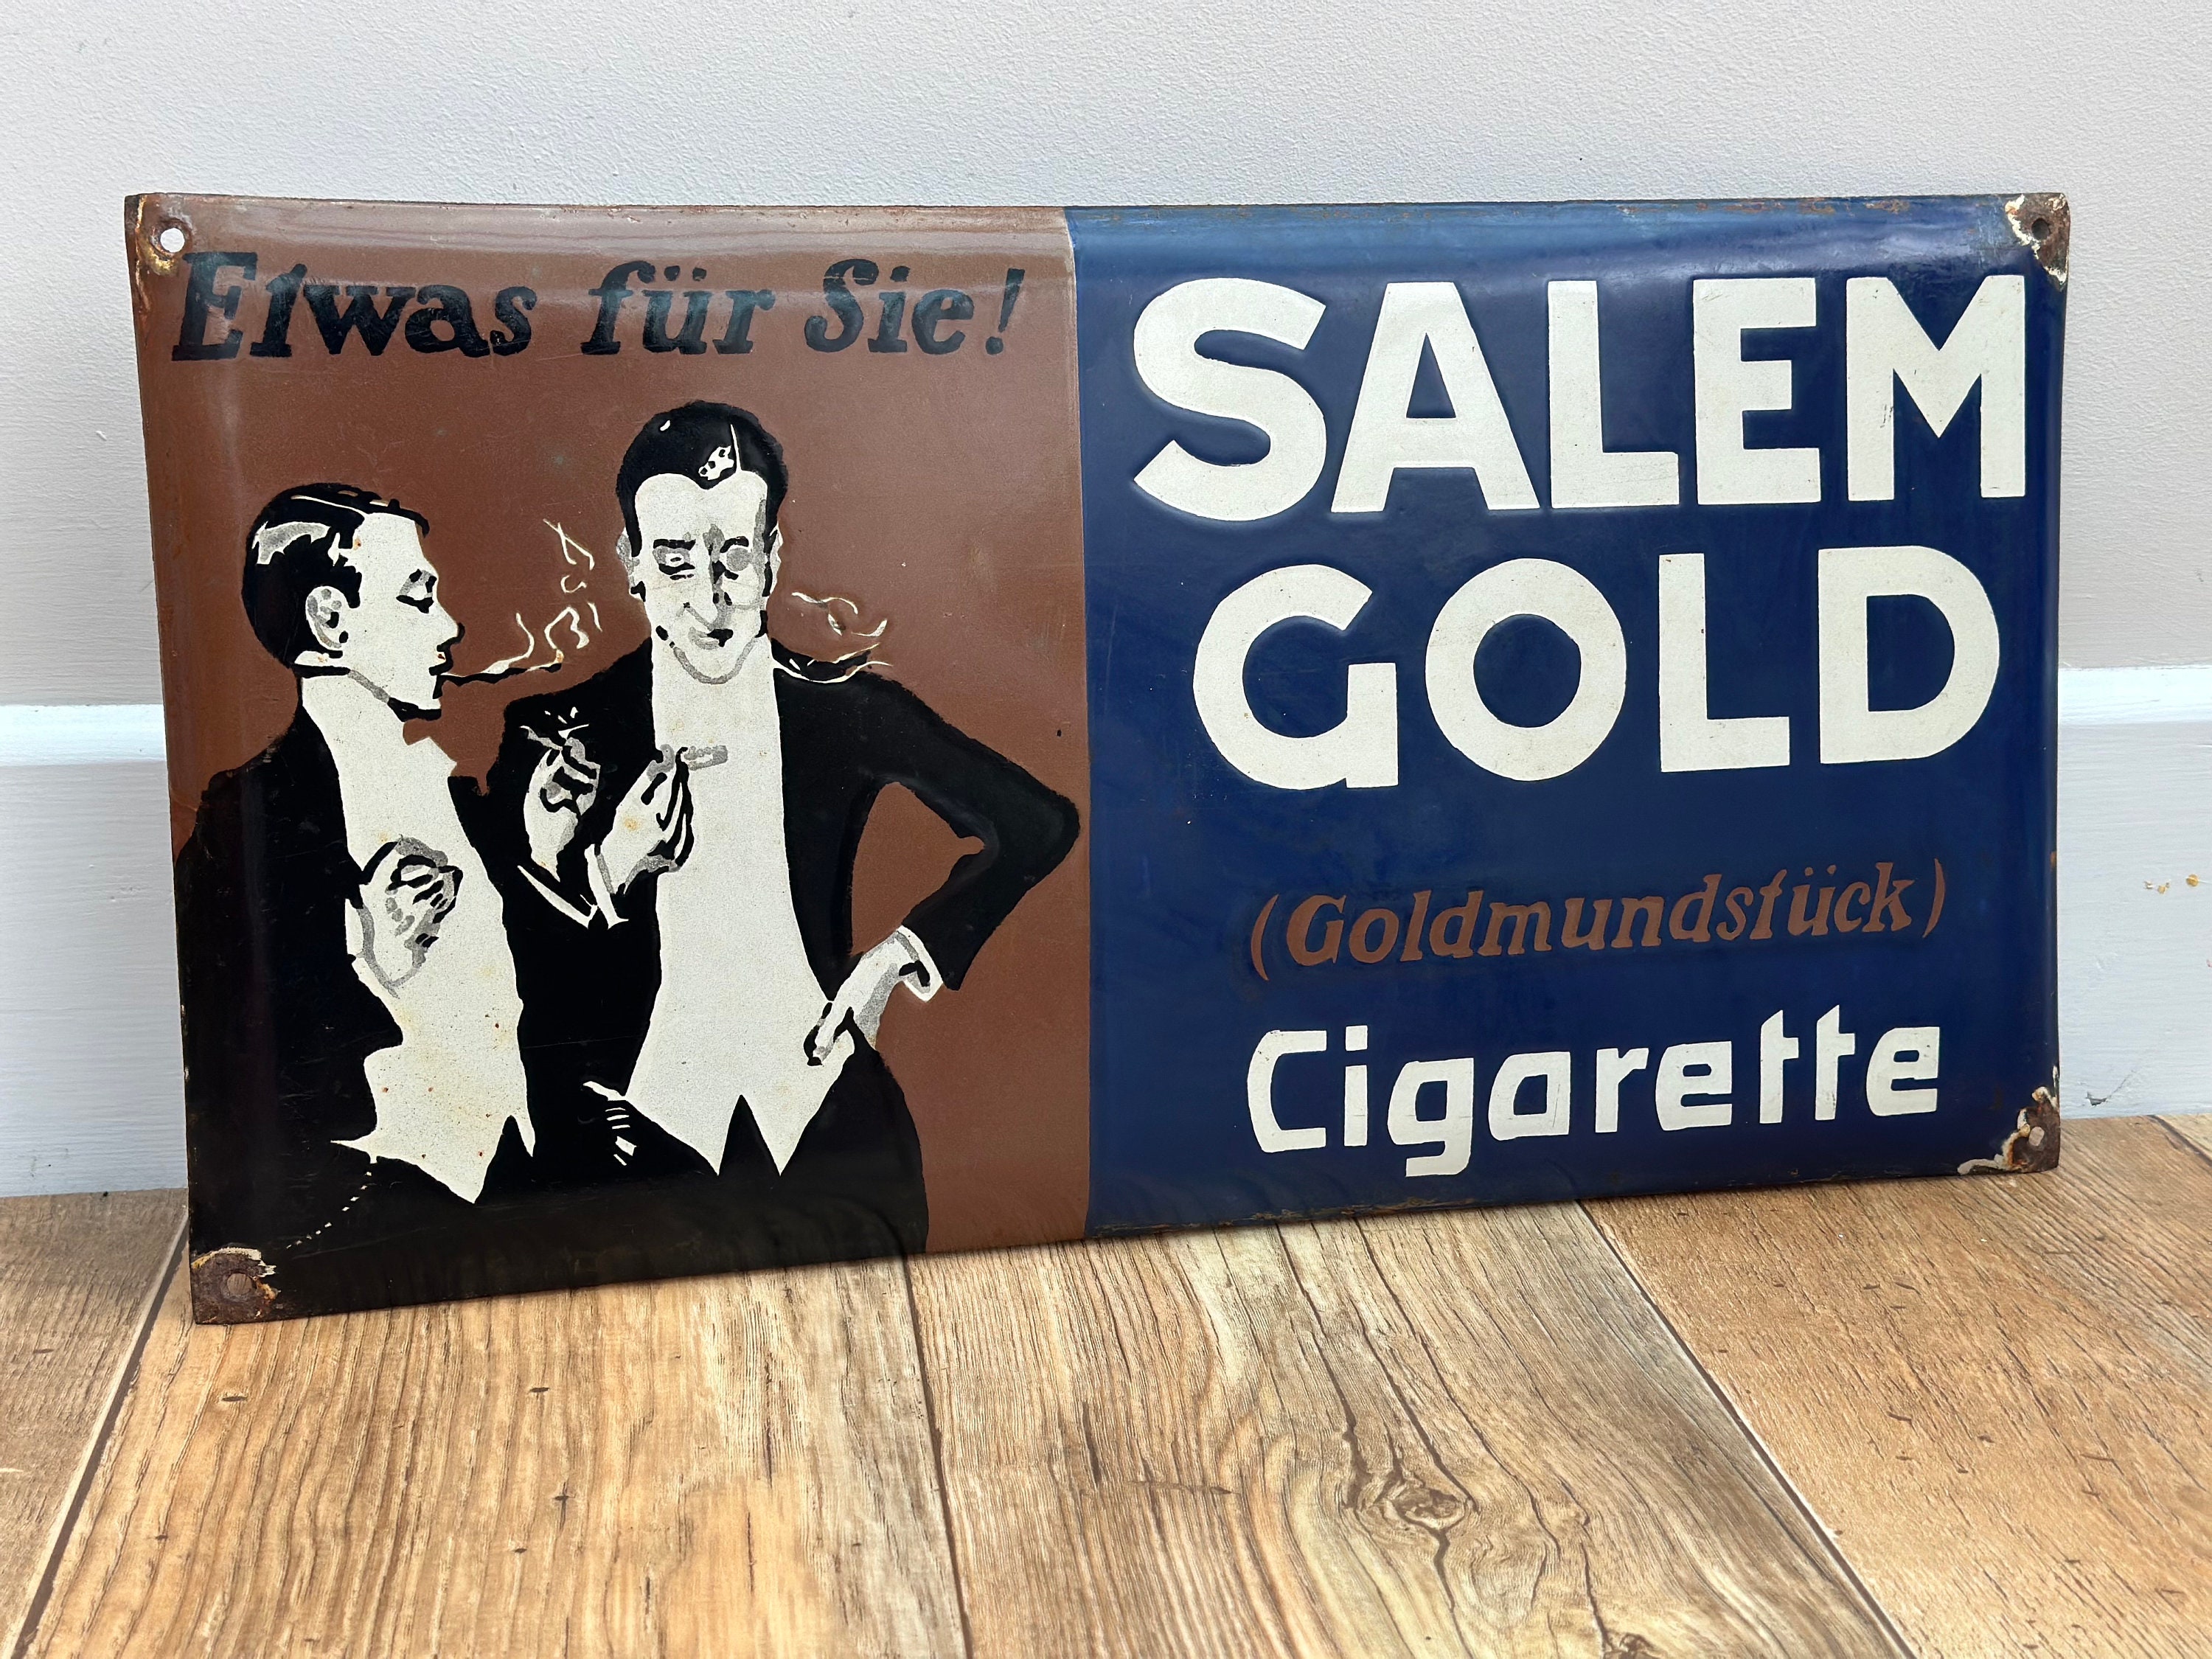 Etwas für Sie!
SALEM
GOLD
(Goldmundstück)
Cigarette